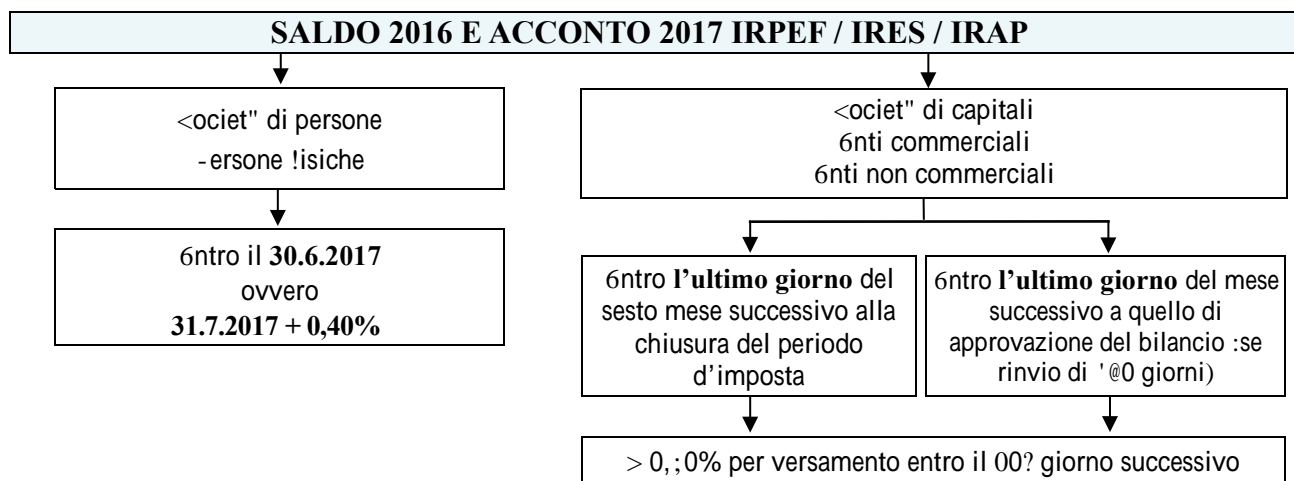 SALDO 2016 E ACCONTO 2017 IRPEF / IRES / IRAP
<ociet" di persone
-ersone !isiche
6ntro il 30.6.2017
ovvero
31.7.2017 + 0,40%
<ociet" di capitali
6nti commerciali
6nti non commerciali
6ntro l’ultimo giorno del
sesto mese successivo alla
chiusura del periodo
d’imposta
6ntro l’ultimo giorno del mese
successivo a quello di
approvazione del bilancio :se
rinvio di '@0 giorni)
> 0,;0% per versamento entro il 00? giorno successivo